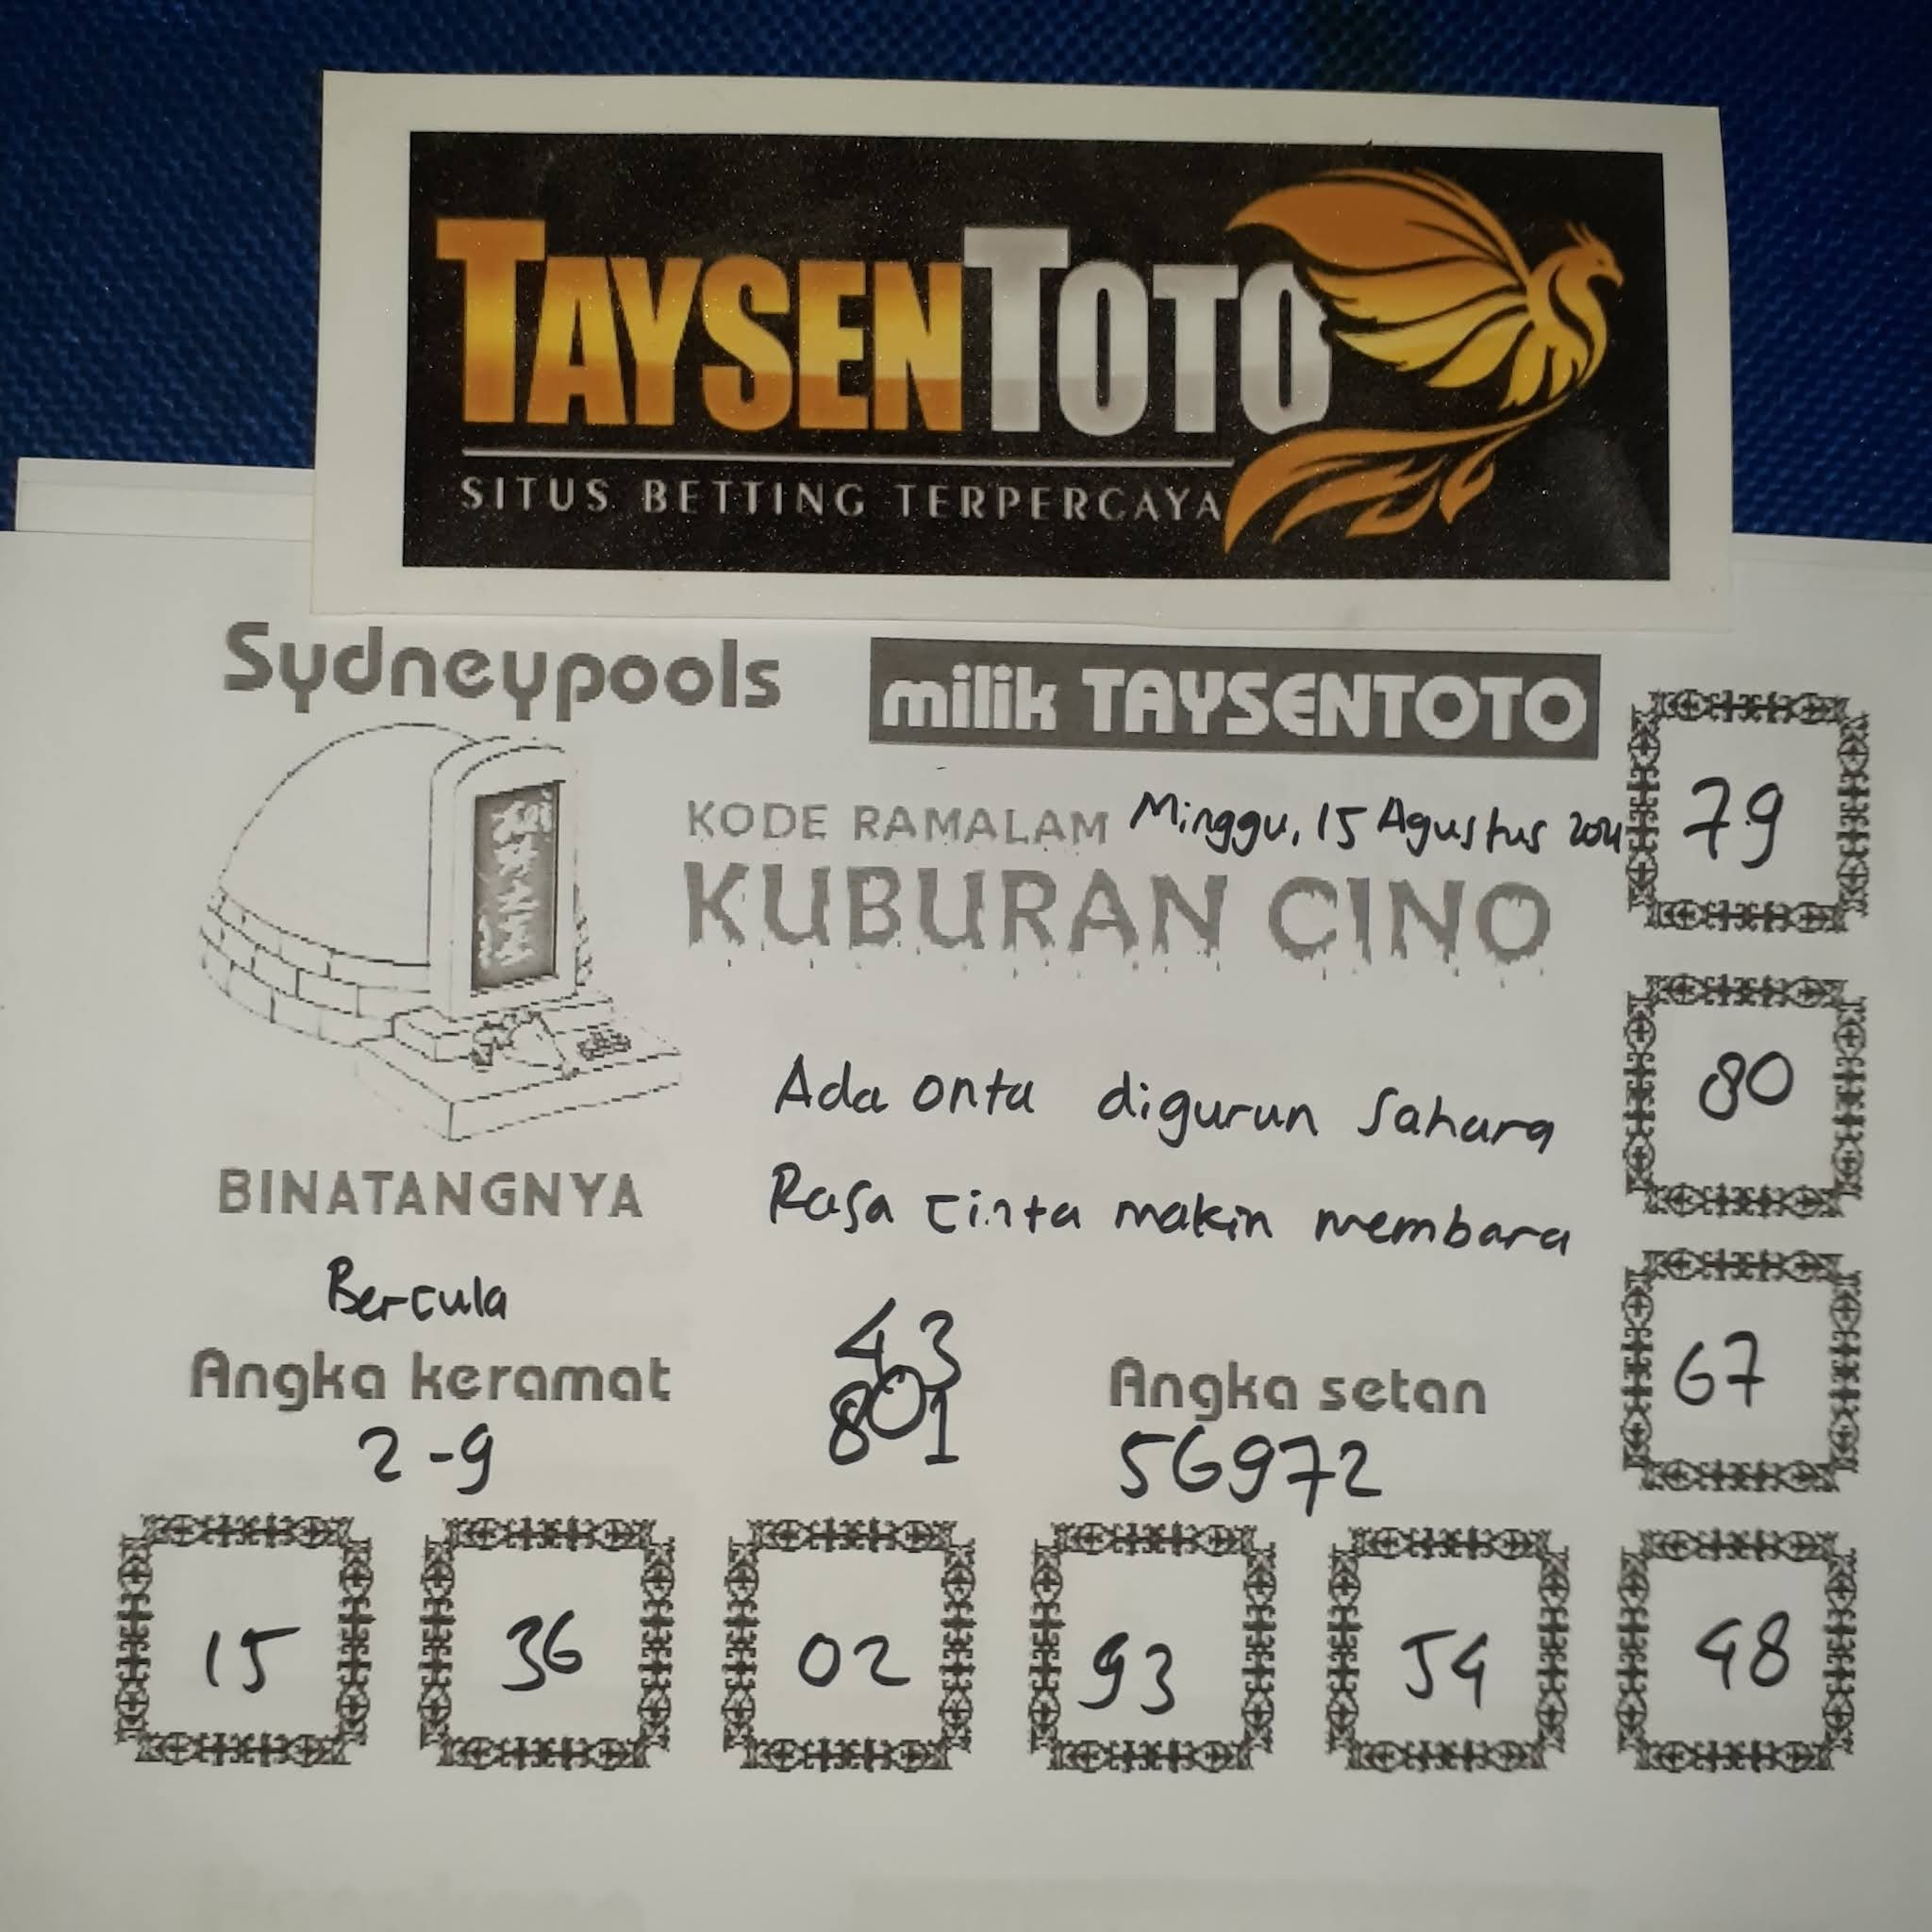 TAYSENTOTO
SITUS BETTING TERPERCAYA
Sydneypools
milik TAYSENTOTO
KODE RAMALAM Minggu, 15 Agustus 2021
KUBURAN CINO
79
Ada onta digurun Sahara
80
Rasa cinta makin membara
BINATANGNYA
Bercula
67
43
801
Angka keramat
2-9
Angka setan
56972
15 36 02 93 54 48